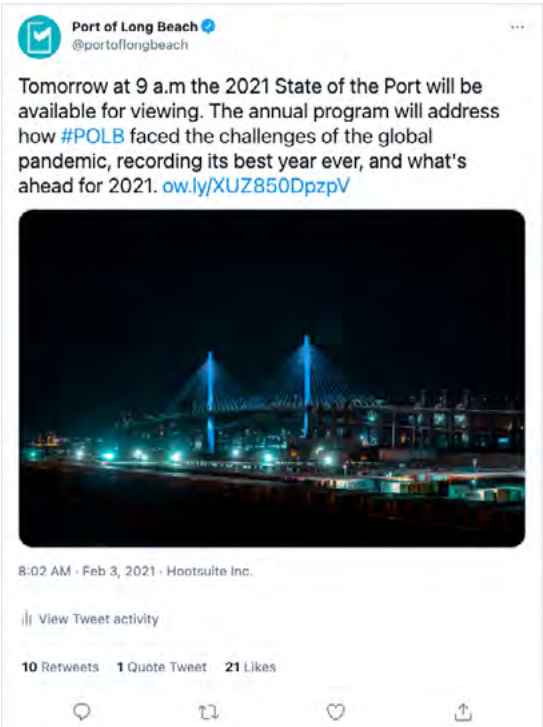 Port of Long Beach
@portoflongbeach
Tomorrow at 9 a.m the 2021 State of the Port will be
available for viewing. The annual program will address
how #POLB faced the challenges of the global
pandemic, recording its best year ever, and what's
ahead for 2021. ow.ly/XUZ850DpzpV
8:02 AM · Feb 3, 2021 · Hootsuite Inc.
View Tweet activity
10 Retweets 1 Quote Tweet 21 Likes